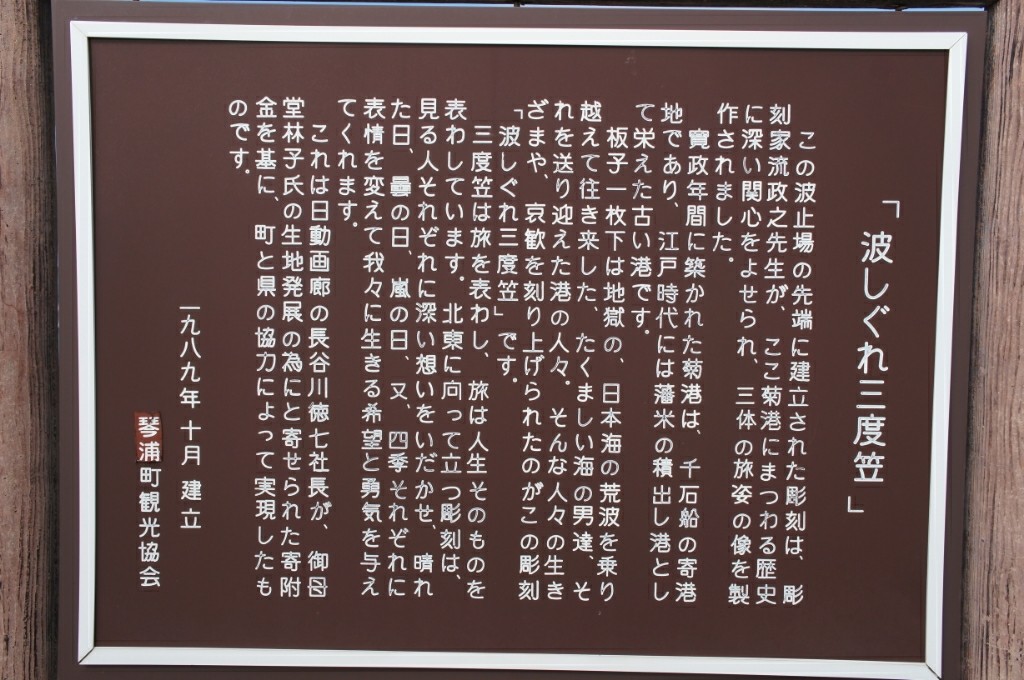 「波しぐれ三度笠」
この波止場の先端に建立された彫刻は、彫
刻家流政之先生が、ここ菊港にまつわる歴史
に深い関心をよせられ、三体の旅姿の像を製
作されました。
寛政年間に築かれた菊港は、千石船の寄港
地であり、江戸時代には藩米の積出し港とし
て栄えた古い港です。
板子一枚下は地獄の、日本海の荒波を乗り
越えて往き来した、たくましい海の男達、そ
れを送り迎えた港の人々。そんな人々の生き
ざまや、哀歓を刻り上げられたのがこの彫刻
「波しぐれ三度笠」です。
三度笠は旅を表わし、旅は人生そのものを
表わしています。北東に向って立つ彫刻は、
見る人それぞれに深い想いをいだかせ、晴れ
た日、曇の日、嵐の日、又、四季それぞれに
表情を変えて我々に生きる希望と勇気を与え
てくれます。
これは日動画廊の長谷川徳七社長が、御母
堂林子氏の生地発展の為にと寄せられた寄附
金を基に、町と県の協力によって実現したも
のです。
一九八九年十月建立
琴浦町観光協会